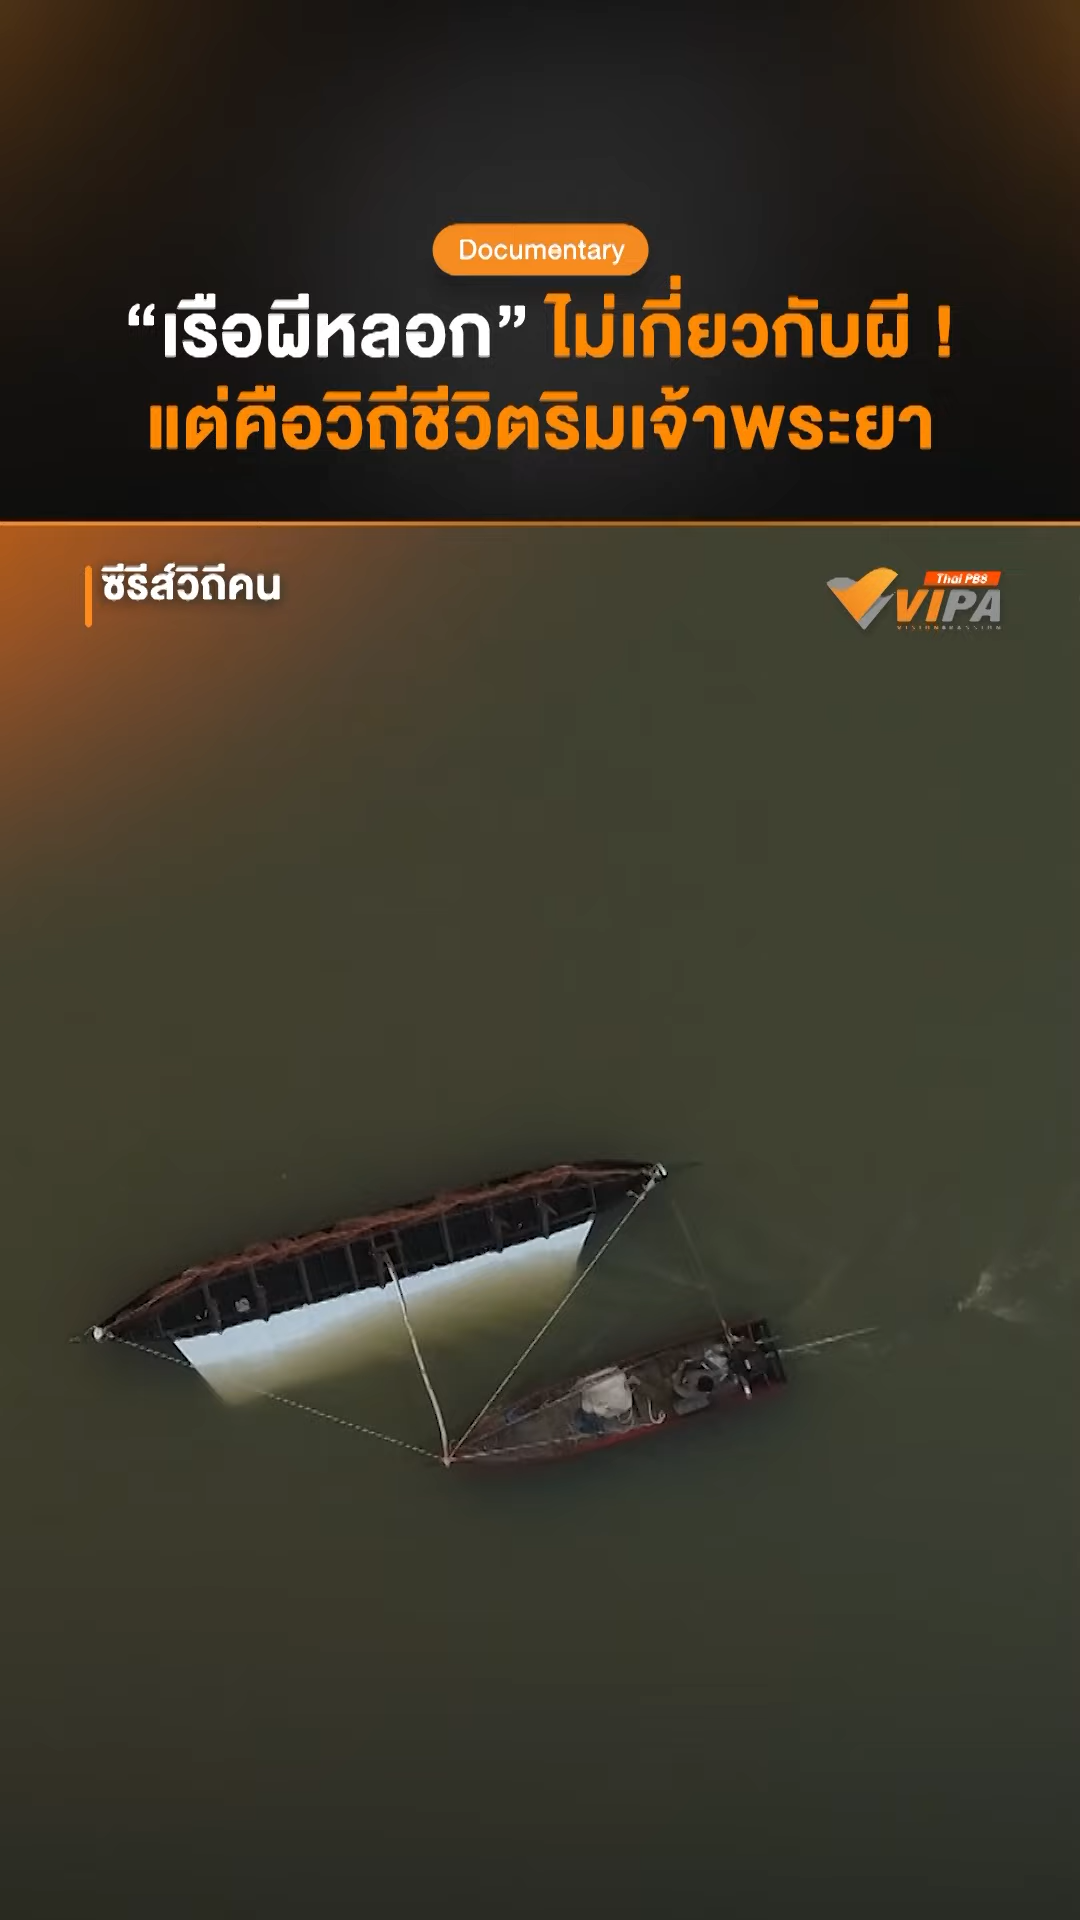 Documentary
“เรือผีหลอก” ไม่เกี่ยวกับผี !
แต่คือวิถีชีวิตริมเจ้าพระยา
ซีรีส์วิถีคน
Thai PBS
VIPA